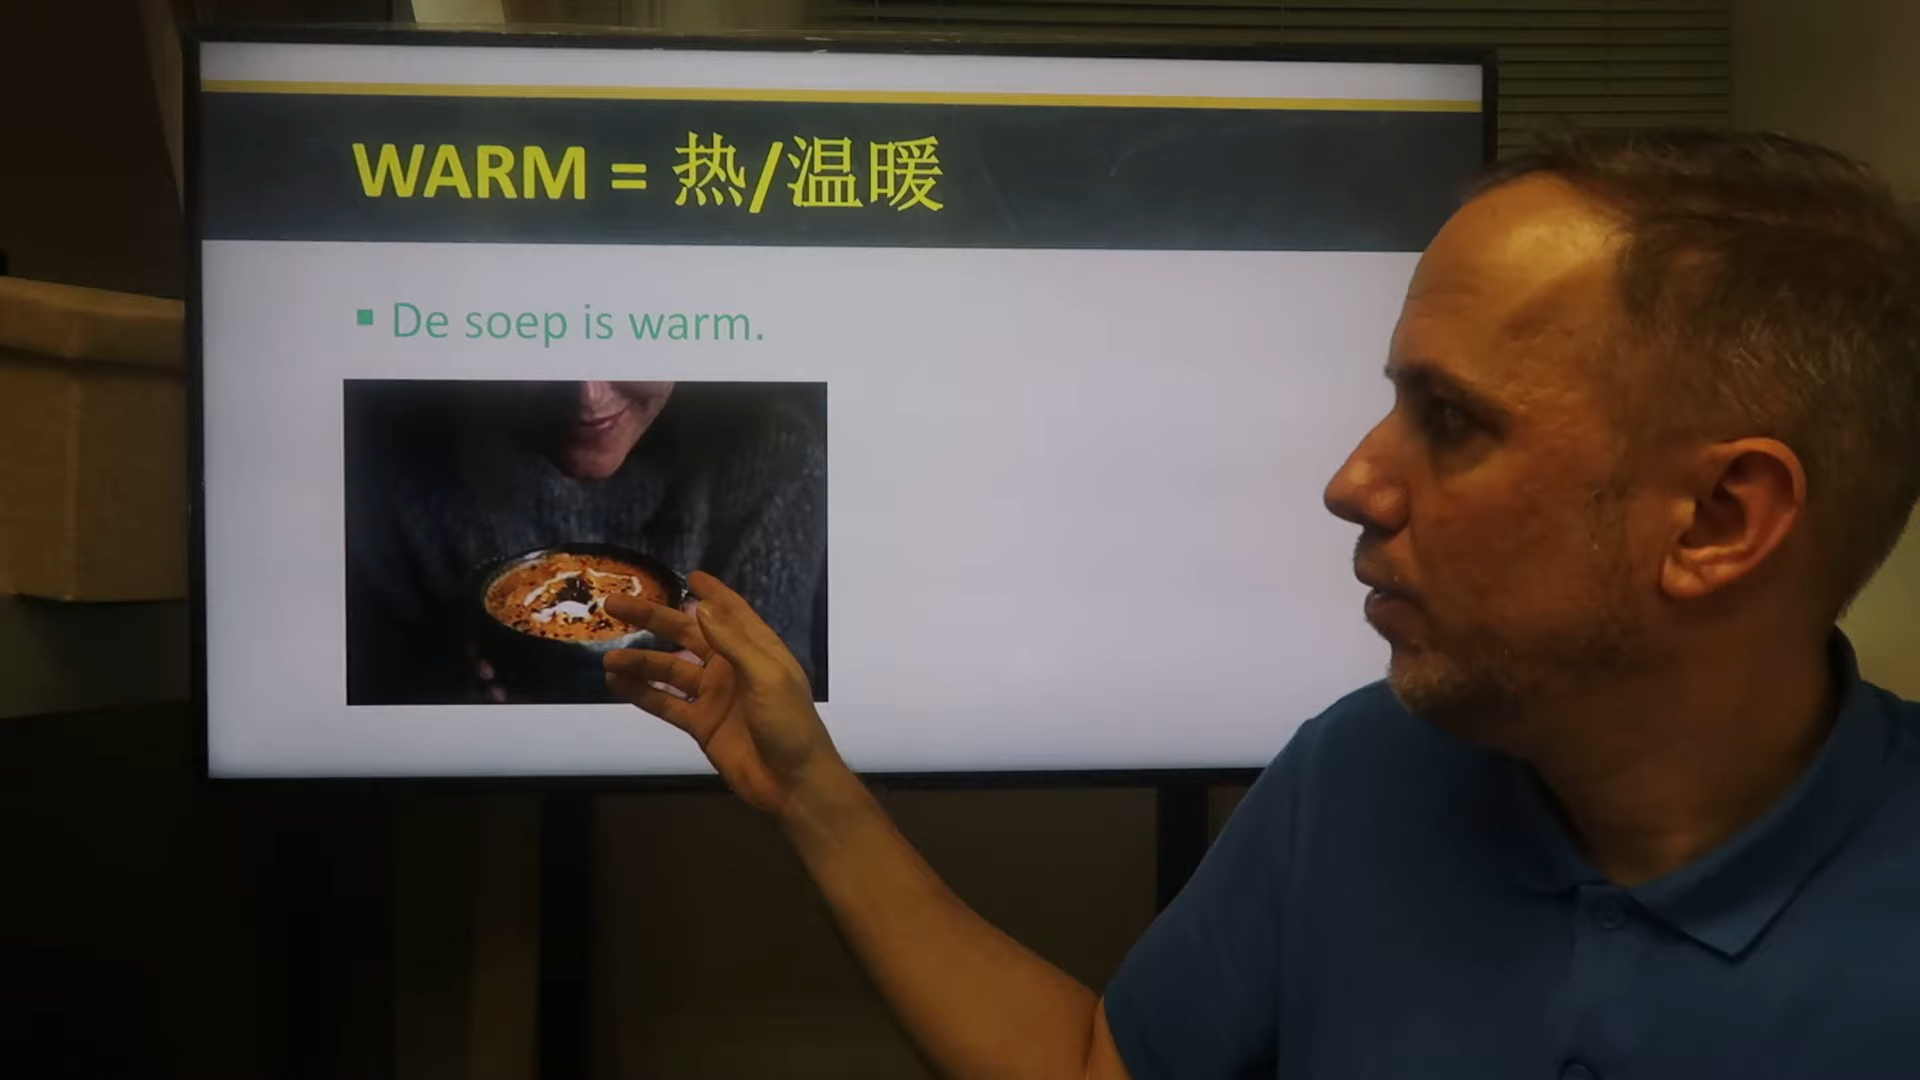 WARM = 热/温暖
De soep is warm.